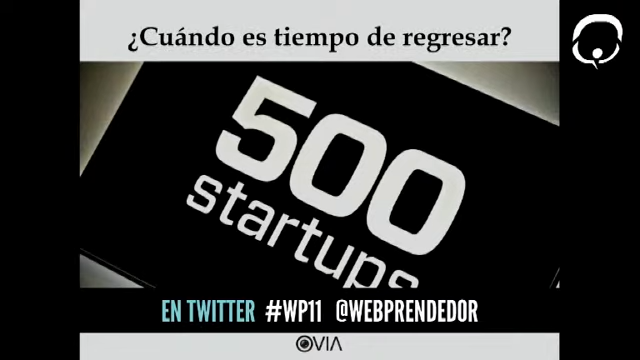 ¿Cuándo es tiempo de regresar?
500
startups
EN TWITTER #WP11 @WEBPRENDEDOR
OVIA